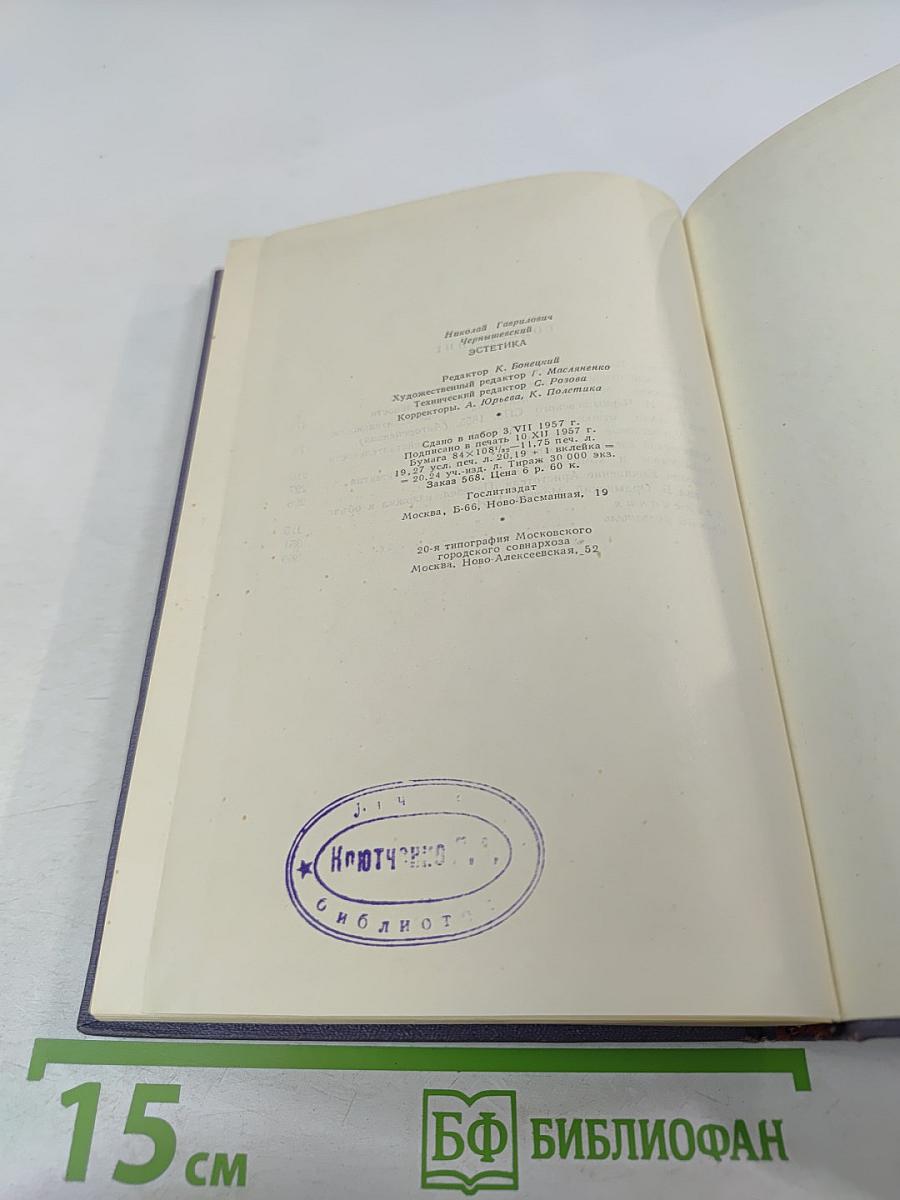 Николай Гаврилович
Чернышевский
ЭСТЕТИКА
Редактор К. Бонецкий
Художественный редактор Г. Масляненко
Технический редактор С. Розова
Корректоры. А. Юрьева, К. Полетика
*
Сдано в набор 3/VII 1957 г.
Подписано в печать 10/XII 1957 г.
Бумага 84×108 1/32—11,75 печ. л.
19,27 усл. печ. л. 20,19 + 1 вклейка =
= 20,24 уч.-изд. л. Тираж 30 000 экз.
Заказ 568. Цена 6 р. 60 к.
Гослитиздат
Москва, Б-66, Ново-Басманная, 19
*
20-я типография Московского
городского совнархоза
Москва, Ново-Алексеевская, 52
15 см
БФ БИБЛИОФАН